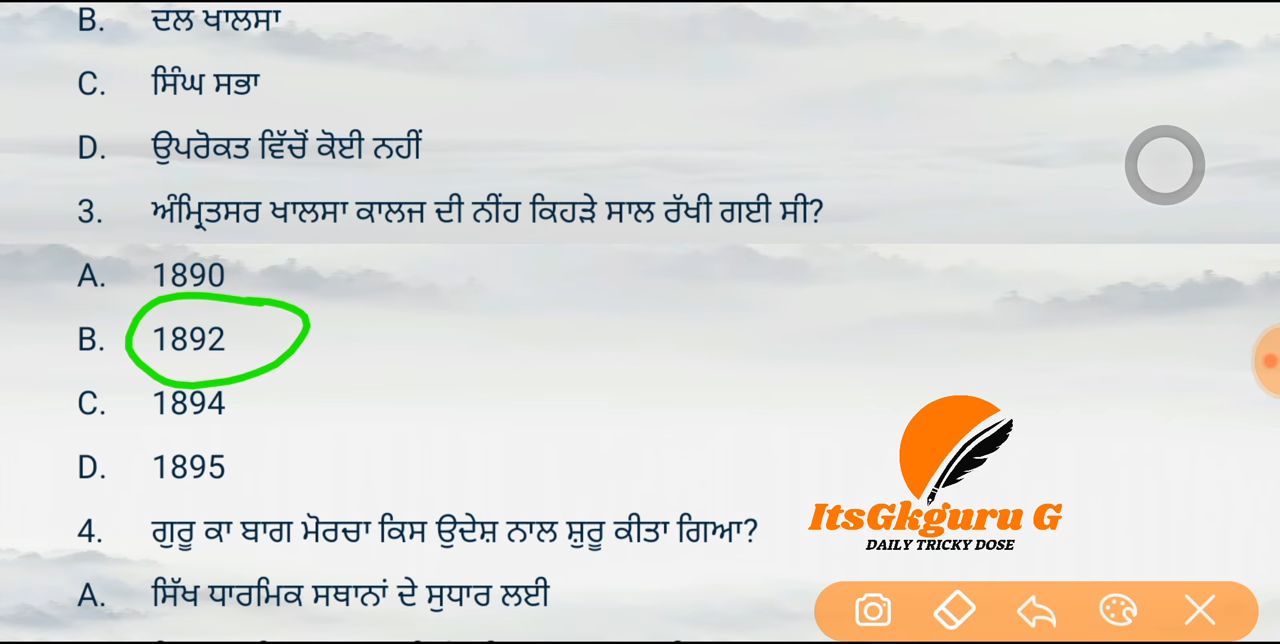 B. ਦਲ ਖਾਲਸਾ
C. ਸਿੰਘ ਸਭਾ
D. ਉਪਰੋਕਤ ਵਿੱਚੋਂ ਕੋਈ ਨਹੀਂ
3. ਅੰਮ੍ਰਿਤਸਰ ਖਾਲਸਾ ਕਾਲਜ ਦੀ ਨੀਂਹ ਕਿਹੜੇ ਸਾਲ ਰੱਖੀ ਗਈ ਸੀ?
A. 1890
B. 1892
C. 1894
D. 1895
4. ਗੁਰੂ ਕਾ ਬਾਗ ਮੋਰਚਾ ਕਿਸ ਉਦੇਸ਼ ਨਾਲ ਸ਼ੁਰੂ ਕੀਤਾ ਗਿਆ?
A. ਸਿੱਖ ਧਾਰਮਿਕ ਸਥਾਨਾਂ ਦੇ ਸੁਧਾਰ ਲਈ
ItsGkguru G
DAILY TRICKY DOSE